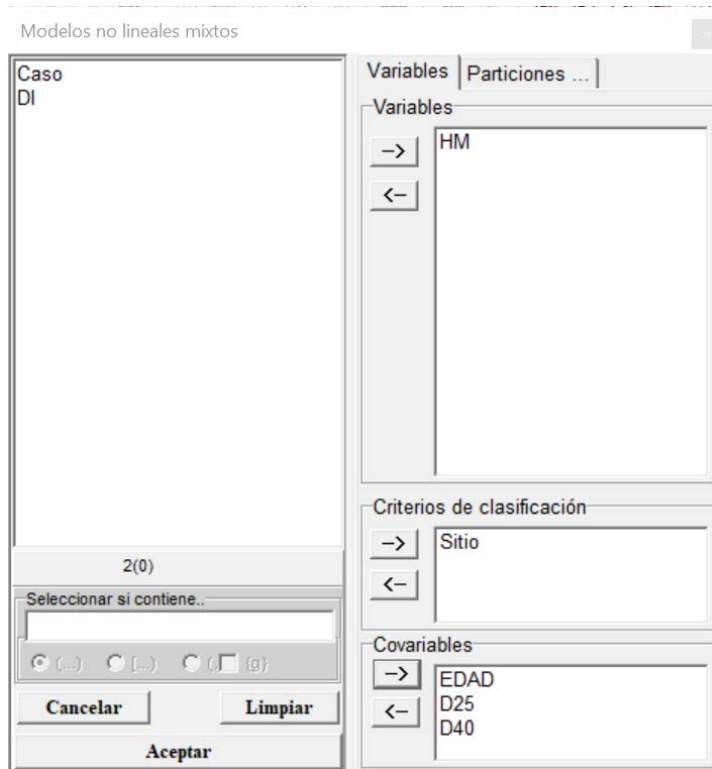 Modelos no lineales mixtos
Caso
DI
2(0)
Seleccionar si contiene..
(...) [...) (. {g}
Cancelar Limpiar
Aceptar
Variables Particiones ...
Variables
-->
<--
HM
Criterios de clasificación
-->
<--
Sitio
Covariables
-->
<--
EDAD
D25
D40